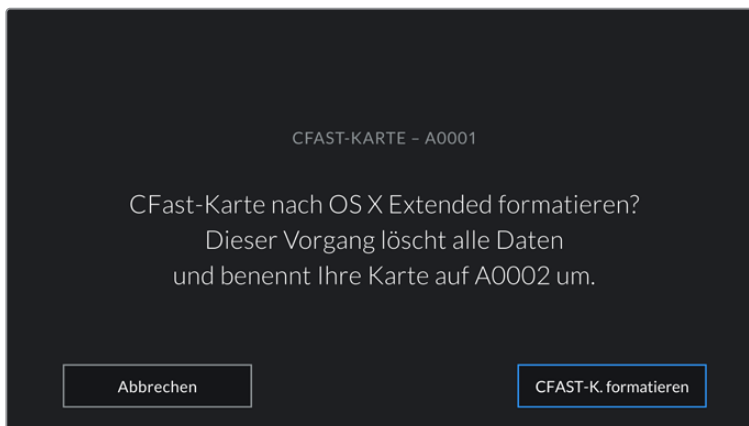 CFAST-KARTE – A0001
CFast-Karte nach OS X Extended formatieren?
Dieser Vorgang löscht alle Daten
und benennt Ihre Karte auf A0002 um.
Abbrechen
CFAST-K. formatieren